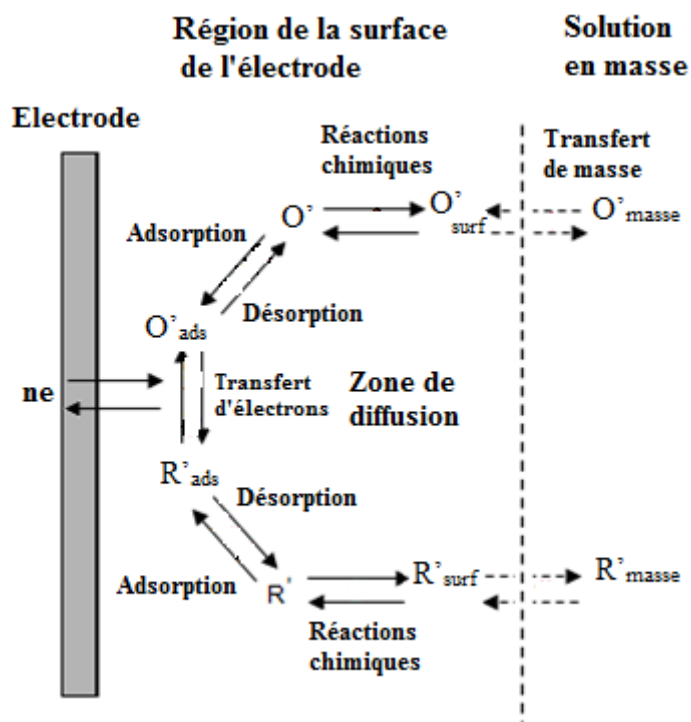 Région de la surface
de l'électrode
Solution
en masse
Electrode
Réactions
chimiques
Transfert
de masse
O'
O'surf
O'masse
Adsorption
Désorption
O'ads
ne
Transfert
d'électrons
Zone de
diffusion
R'ads
Désorption
Adsorption
R'
R'surf
R'masse
Réactions
chimiques